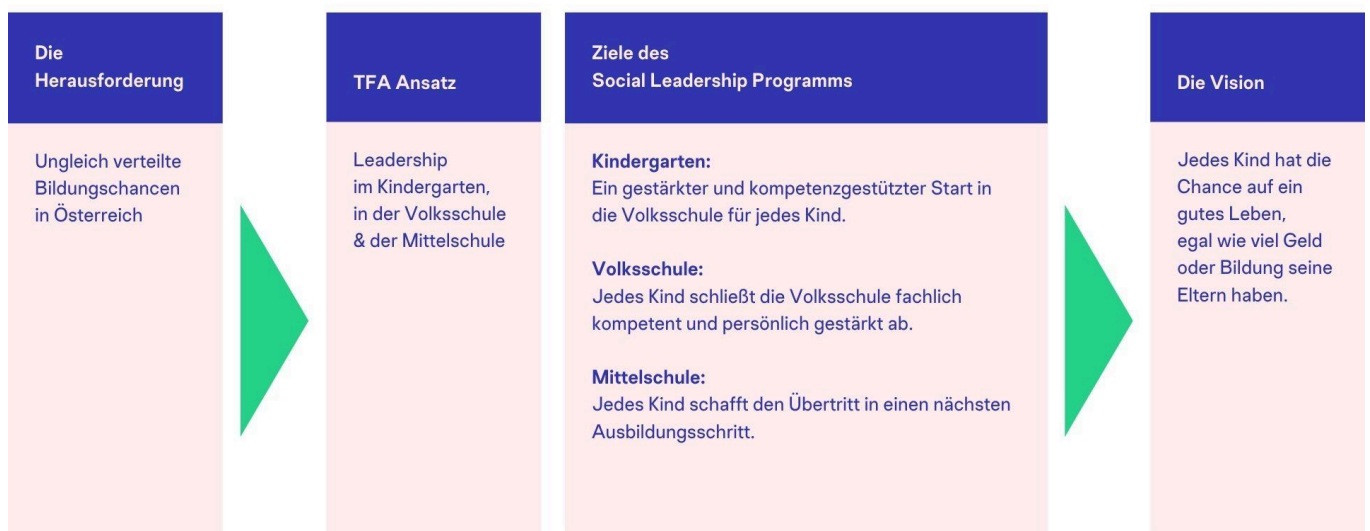 Die
Herausforderung
Ungleich verteilte
Bildungschancen
in Österreich
TFA Ansatz
Leadership
im Kindergarten,
in der Volksschule
& der Mittelschule
Ziele des
Social Leadership Programms
Kindergarten:
Ein gestärkter und kompetenzgestützter Start in
die Volksschule für jedes Kind.
Volksschule:
Jedes Kind schließt die Volksschule fachlich
kompetent und persönlich gestärkt ab.
Mittelschule:
Jedes Kind schafft den Übertritt in einen nächsten
Ausbildungsschritt.
Die Vision
Jedes Kind hat die
Chance auf ein
gutes Leben,
egal wie viel Geld
oder Bildung seine
Eltern haben.